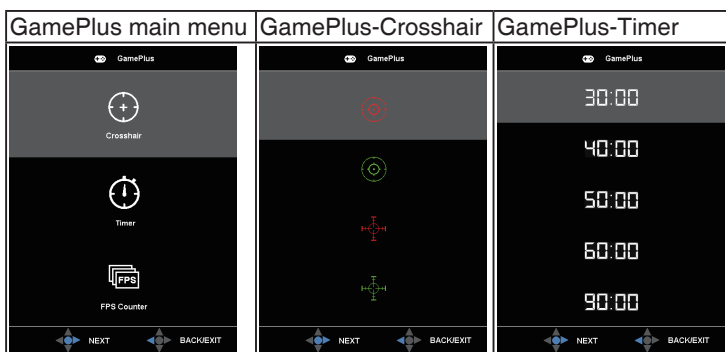 GamePlus main menu
GamePlus-Crosshair
GamePlus-Timer
GamePlus
Crosshair
Timer
FPS
FPS Counter
NEXT BACK/EXIT
GamePlus
NEXT BACK/EXIT
GamePlus
30:00
40:00
50:00
60:00
90:00
NEXT BACK/EXIT